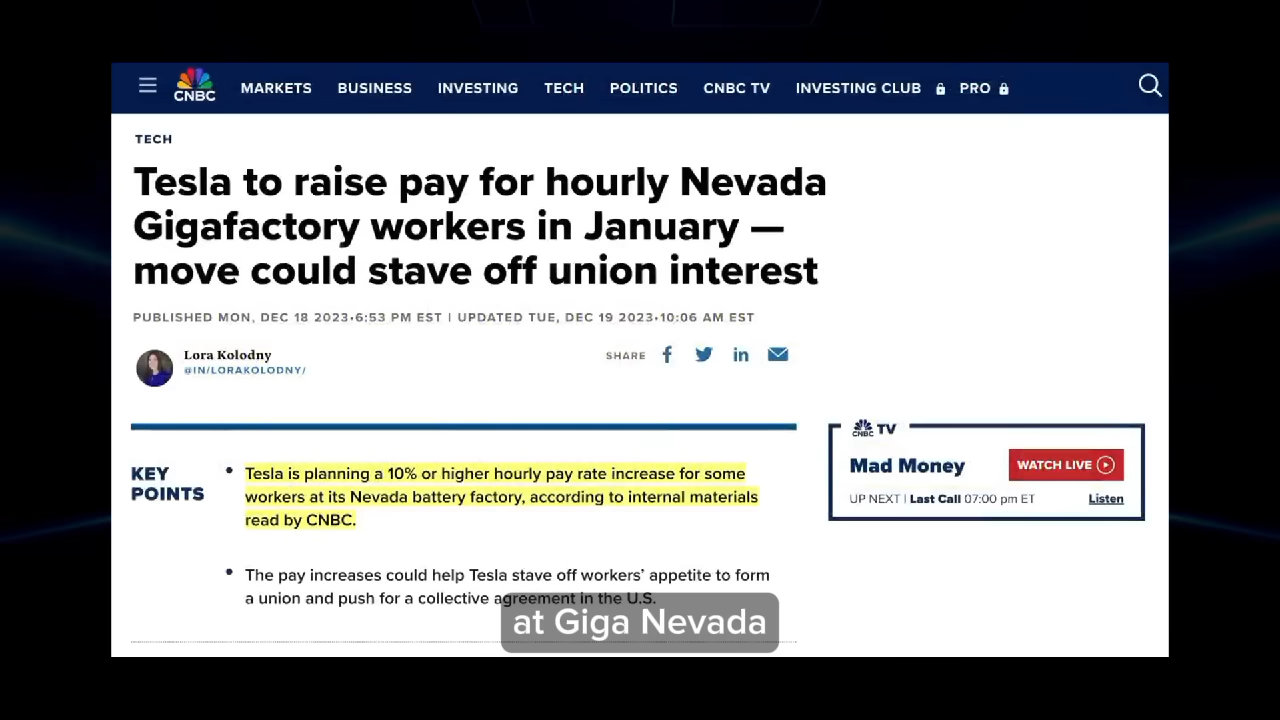 CNBC MARKETS BUSINESS INVESTING TECH POLITICS CNBC TV INVESTING CLUB PRO
TECH
Tesla to raise pay for hourly Nevada
Gigafactory workers in January —
move could stave off union interest
PUBLISHED MON, DEC 18 2023•6:53 PM EST | UPDATED TUE, DEC 19 2023•10:06 AM EST
Lora Kolodny
@IN/LORAKOLODNY/
SHARE
KEY
POINTS
• Tesla is planning a 10% or higher hourly pay rate increase for some
workers at its Nevada battery factory, according to internal materials
read by CNBC.
• The pay increases could help Tesla stave off workers' appetite to form
a union and push for a collective agreement in the U.S.
CNBC TV
Mad Money
WATCH LIVE
UP NEXT | Last Call 07:00 pm ET
Listen
at Giga Nevada